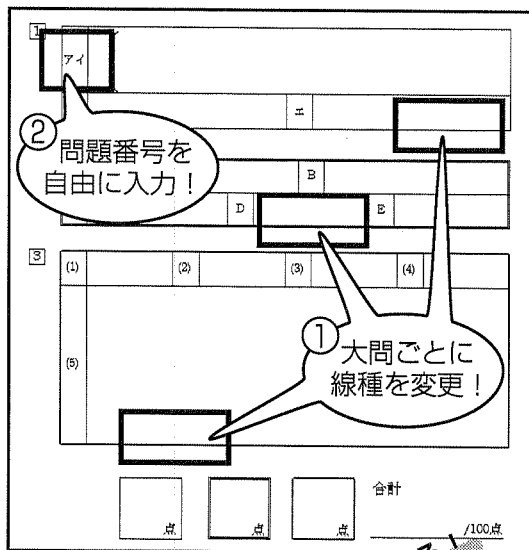 1
アイ
エ
② 問題番号を
自由に入力！
B
D
E
3
(1)
(2)
(3)
(4)
① 大問ごとに
線種を変更！
(5)
合計
点
点
点
/100点